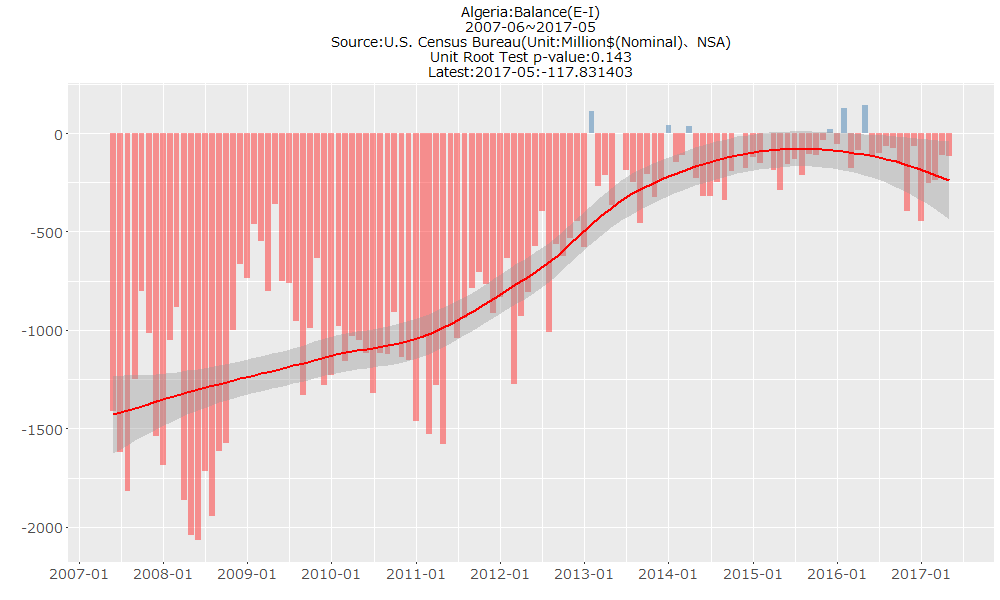 Algeria:Balance(E-I)
2007-06~2017-05
Source:U.S. Census Bureau(Unit:Million$(Nominal)、NSA)
Unit Root Test p-value:0.143
Latest:2017-05:-117.831403
0
-500
-1000
-1500
-2000
2007-01 2008-01 2009-01 2010-01 2011-01 2012-01 2013-01 2014-01 2015-01 2016-01 2017-01